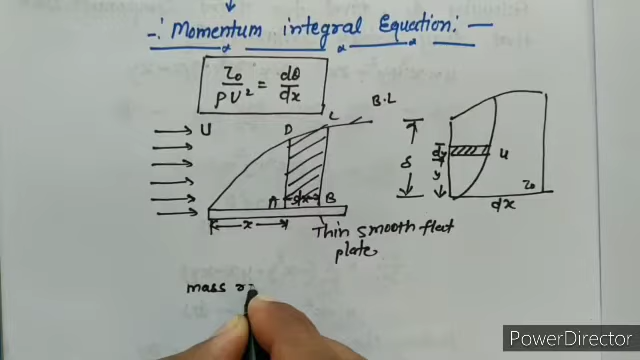 -: Momentum integral Equation: -
τ₀/ρU² = dθ/dx
U
D
C
B.L
A
dx
B
x
Thin smooth flat
plate
δ
dy
y
u
τ₀
dx
mass
PowerDirector